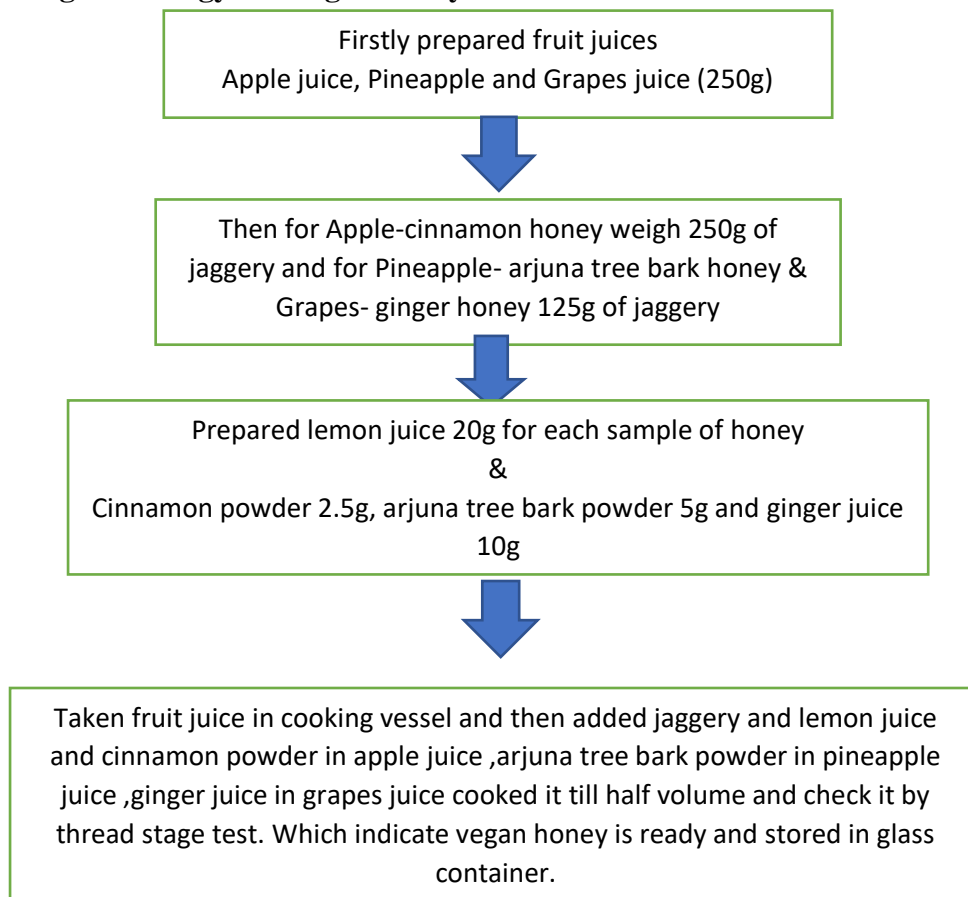 Firstly prepared fruit juices
Apple juice, Pineapple and Grapes juice (250g)
Then for Apple-cinnamon honey weigh 250g of
jaggery and for Pineapple- arjuna tree bark honey &
Grapes- ginger honey 125g of jaggery
Prepared lemon juice 20g for each sample of honey
&
Cinnamon powder 2.5g, arjuna tree bark powder 5g and ginger juice
10g
Taken fruit juice in cooking vessel and then added jaggery and lemon juice
and cinnamon powder in apple juice ,arjuna tree bark powder in pineapple
juice ,ginger juice in grapes juice cooked it till half volume and check it by
thread stage test. Which indicate vegan honey is ready and stored in glass
container.